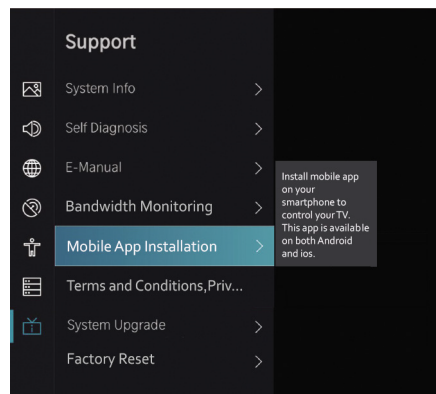 Support
System Info
Self Diagnosis
E-Manual
Bandwidth Monitoring
Mobile App Installation
Install mobile app
on your
smartphone to
control your TV.
This app is available
on both Android
and ios.
Terms and Conditions,Priv...
System Upgrade
Factory Reset